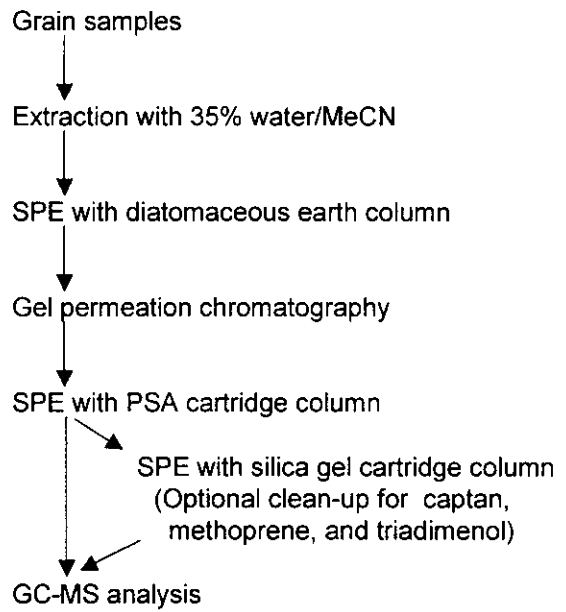 Grain samples
Extraction with 35% water/MeCN
SPE with diatomaceous earth column
Gel permeation chromatography
SPE with PSA cartridge column
SPE with silica gel cartridge column
(Optional clean-up for captan,
methoprene, and triadimenol)
GC-MS analysis